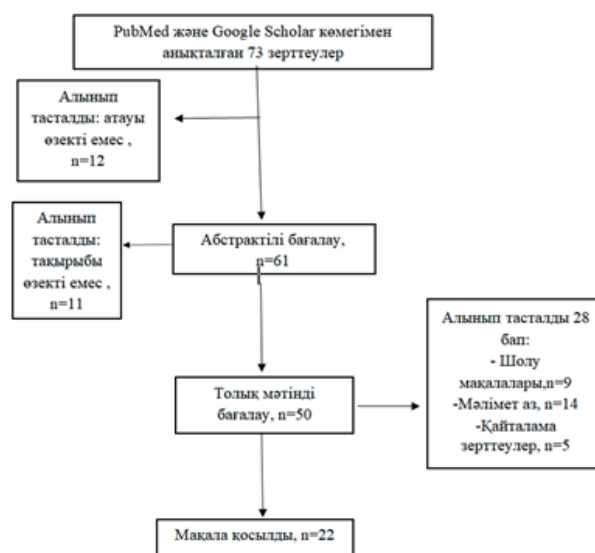 PubMed және Google Scholar көмегімен
анықталған 73 зерттеулер
Алынып
тасталды: атауы
өзекті емес ,
n=12
Алынып
тасталды:
тақырыбы
өзекті емес ,
n=11
Абстрактілі бағалау,
n=61
Алынып тасталды 28
бап:
- Шолу
мақалалары,n=9
-Мәлімет аз, n=14
-Қайталама
зерттеулер, n=5
Толық мәтінді
бағалау, n=50
Мақала қосылды, n=22